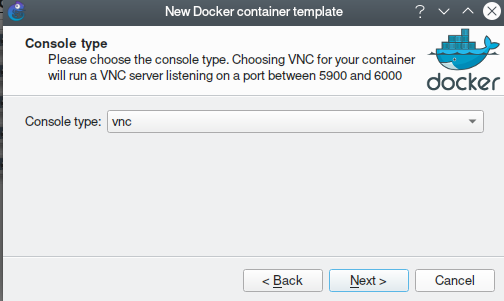 New Docker container template
Console type
Please choose the console type. Choosing VNC for your container
will run a VNC server listening on a port between 5900 and 6000
docker
Console type: vnc
< Back Next > Cancel